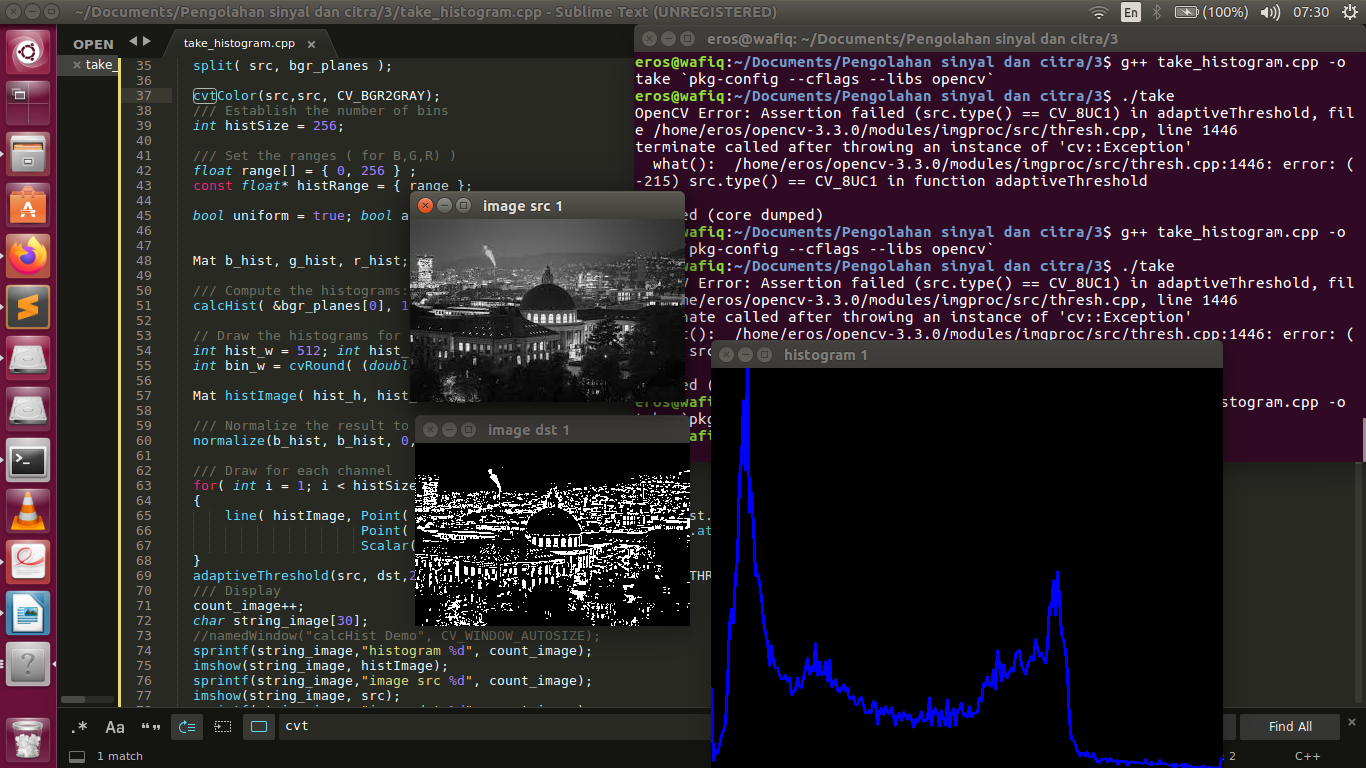 ~/Documents/Pengolahan sinyal dan citra/3/take_histogram.cpp - Sublime Text (UNREGISTERED)
En
(100%)
07:30
OPEN
take_
take_histogram.cpp
35 split( src, bgr_planes );
36
37 cvtColor(src,src, CV_BGR2GRAY);
38 /// Establish the number of bins
39 int histSize = 256;
40
41 /// Set the ranges ( for B,G,R) )
42 float range[] = { 0, 256 } ;
43 const float* histRange = { range };
44
45 bool uniform = true; bool a
46
47
48 Mat b_hist, g_hist, r_hist;
49
50 /// Compute the histograms:
51 calcHist( &bgr_planes[0], 1
52
53 // Draw the histograms for
54 int hist_w = 512; int hist_
55 int bin_w = cvRound( (doubl
56
57 Mat histImage( hist_h, hist_
58
59 /// Normalize the result to
60 normalize(b_hist, b_hist, 0,
61
62 /// Draw for each channel
63 for( int i = 1; i < histSize
64 {
65 line( histImage, Point( st.
66 Point( .at
67 Scalar(
68 }
69 adaptiveThreshold(src, dst,2 _THR
70 /// Display
71 count_image++;
72 char string_image[30];
73 //namedWindow("calcHist Demo", CV_WINDOW_AUTOSIZE);
74 sprintf(string_image,"histogram %d", count_image);
75 imshow(string_image, histImage);
76 sprintf(string_image,"image src %d", count_image);
77 imshow(string_image, src);
eros@wafiq: ~/Documents/Pengolahan sinyal dan citra/3
eros@wafiq:~/Documents/Pengolahan sinyal dan citra/3$ g++ take_histogram.cpp -o
take `pkg-config --cflags --libs opencv`
eros@wafiq:~/Documents/Pengolahan sinyal dan citra/3$ ./take
OpenCV Error: Assertion failed (src.type() == CV_8UC1) in adaptiveThreshold, fil
e /home/eros/opencv-3.3.0/modules/imgproc/src/thresh.cpp, line 1446
terminate called after throwing an instance of 'cv::Exception'
what(): /home/eros/opencv-3.3.0/modules/imgproc/src/thresh.cpp:1446: error: (
-215) src.type() == CV_8UC1 in function adaptiveThreshold
ed (core dumped)
wafiq:~/Documents/Pengolahan sinyal dan citra/3$ g++ take_histogram.cpp -o
pkg-config --cflags --libs opencv`
wafiq:~/Documents/Pengolahan sinyal dan citra/3$ ./take
V Error: Assertion failed (src.type() == CV_8UC1) in adaptiveThreshold, fil
me/eros/opencv-3.3.0/modules/imgproc/src/thresh.cpp, line 1446
nate called after throwing an instance of 'cv::Exception'
t(): /home/eros/opencv-3.3.0/modules/imgproc/src/thresh.cpp:1446: error: (
src
ed (
eros@waf stogram.cpp -o
pkg
af
image src 1
image dst 1
histogram 1
.*
Aa
cvt
Find All
1 match
2
C++